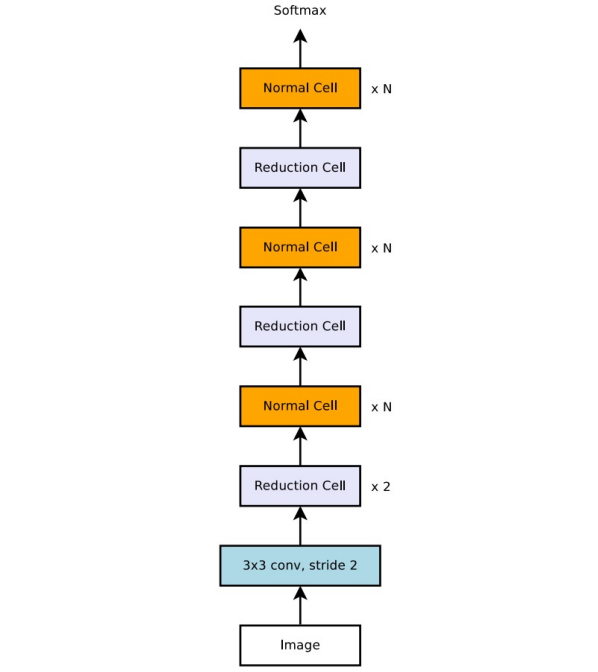 Softmax
Normal Cell x N
Reduction Cell
Normal Cell x N
Reduction Cell
Normal Cell x N
Reduction Cell x 2
3x3 conv, stride 2
Image